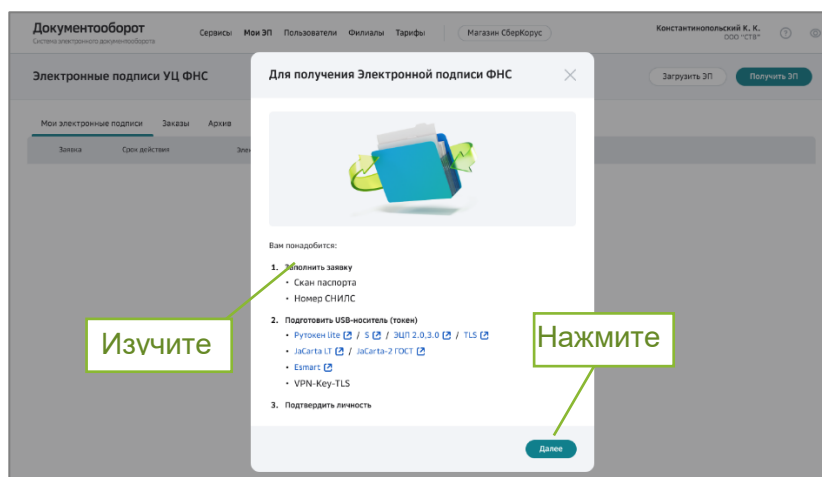 Документооборот
Система электронного документооборота
Сервисы Мои ЭП Пользователи Филиалы Тарифы Магазин СберКорус
Константинопольский К. К.
ООО "СТВ"
Электронные подписи УЦ ФНС
Загрузить ЭП Получить ЭП
Мои электронные подписи Заказы Архив
Заявка Срок действия
Для получения Электронной подписи ФНС
Вам понадобится:
1. Заполнить заявку
• Скан паспорта
• Номер СНИЛС
2. Подготовить USB-носитель (токен)
• Рутокен lite / S / ЭЦП 2.0,3.0 / TLS
• JaCarta LT / JaCarta-2 ГОСТ
• Esmart
• VPN-Key-TLS
3. Подтвердить личность
Далее
Изучите
Нажмите